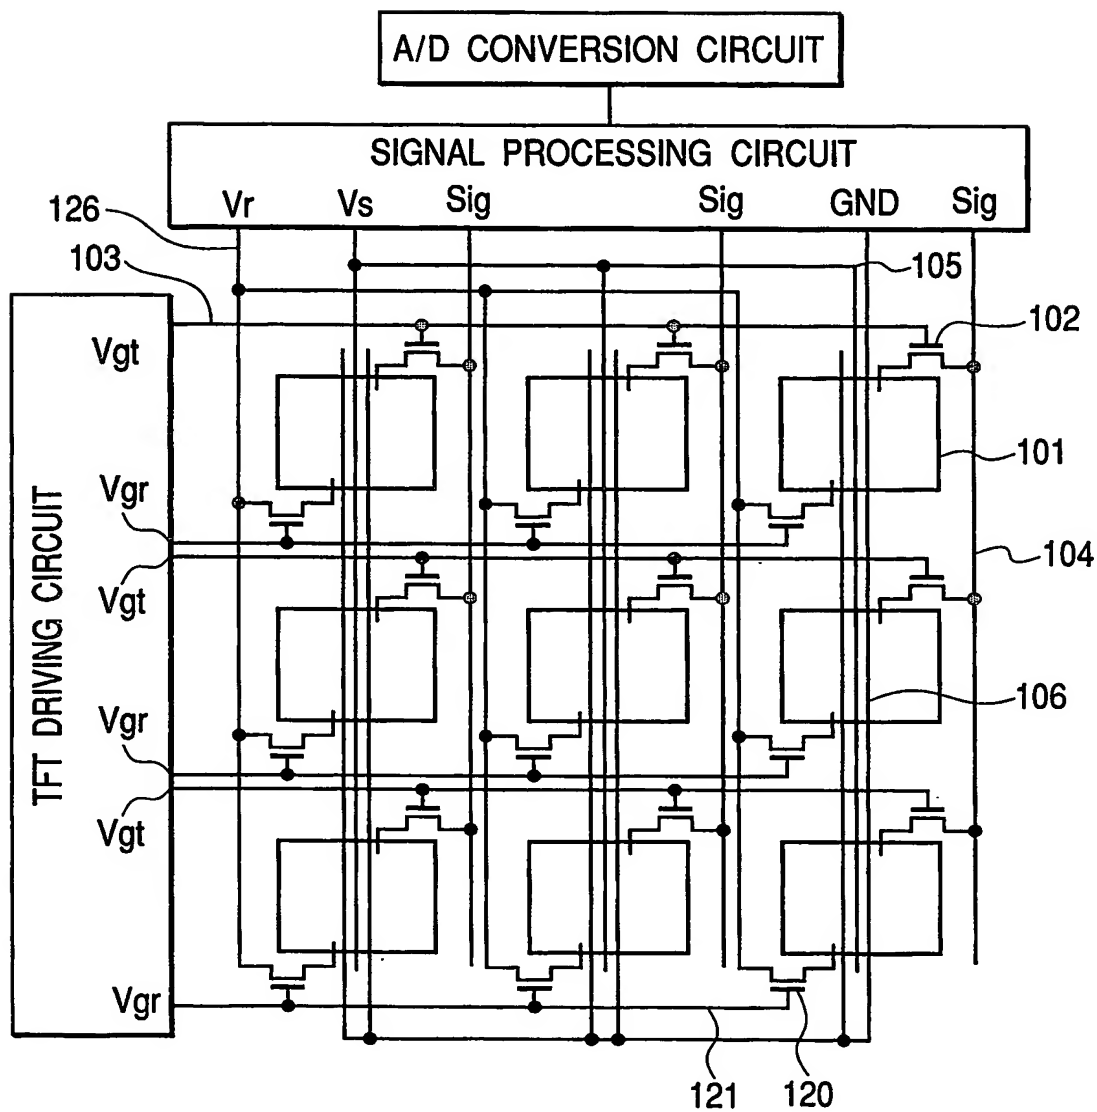 A/D CONVERSION CIRCUIT
SIGNAL PROCESSING CIRCUIT
Vr Vs Sig Sig GND Sig
126
103
105
102
Vgt
101
Vgr
104
Vgt
TFT DRIVING CIRCUIT
106
Vgr
Vgt
Vgr
121 120